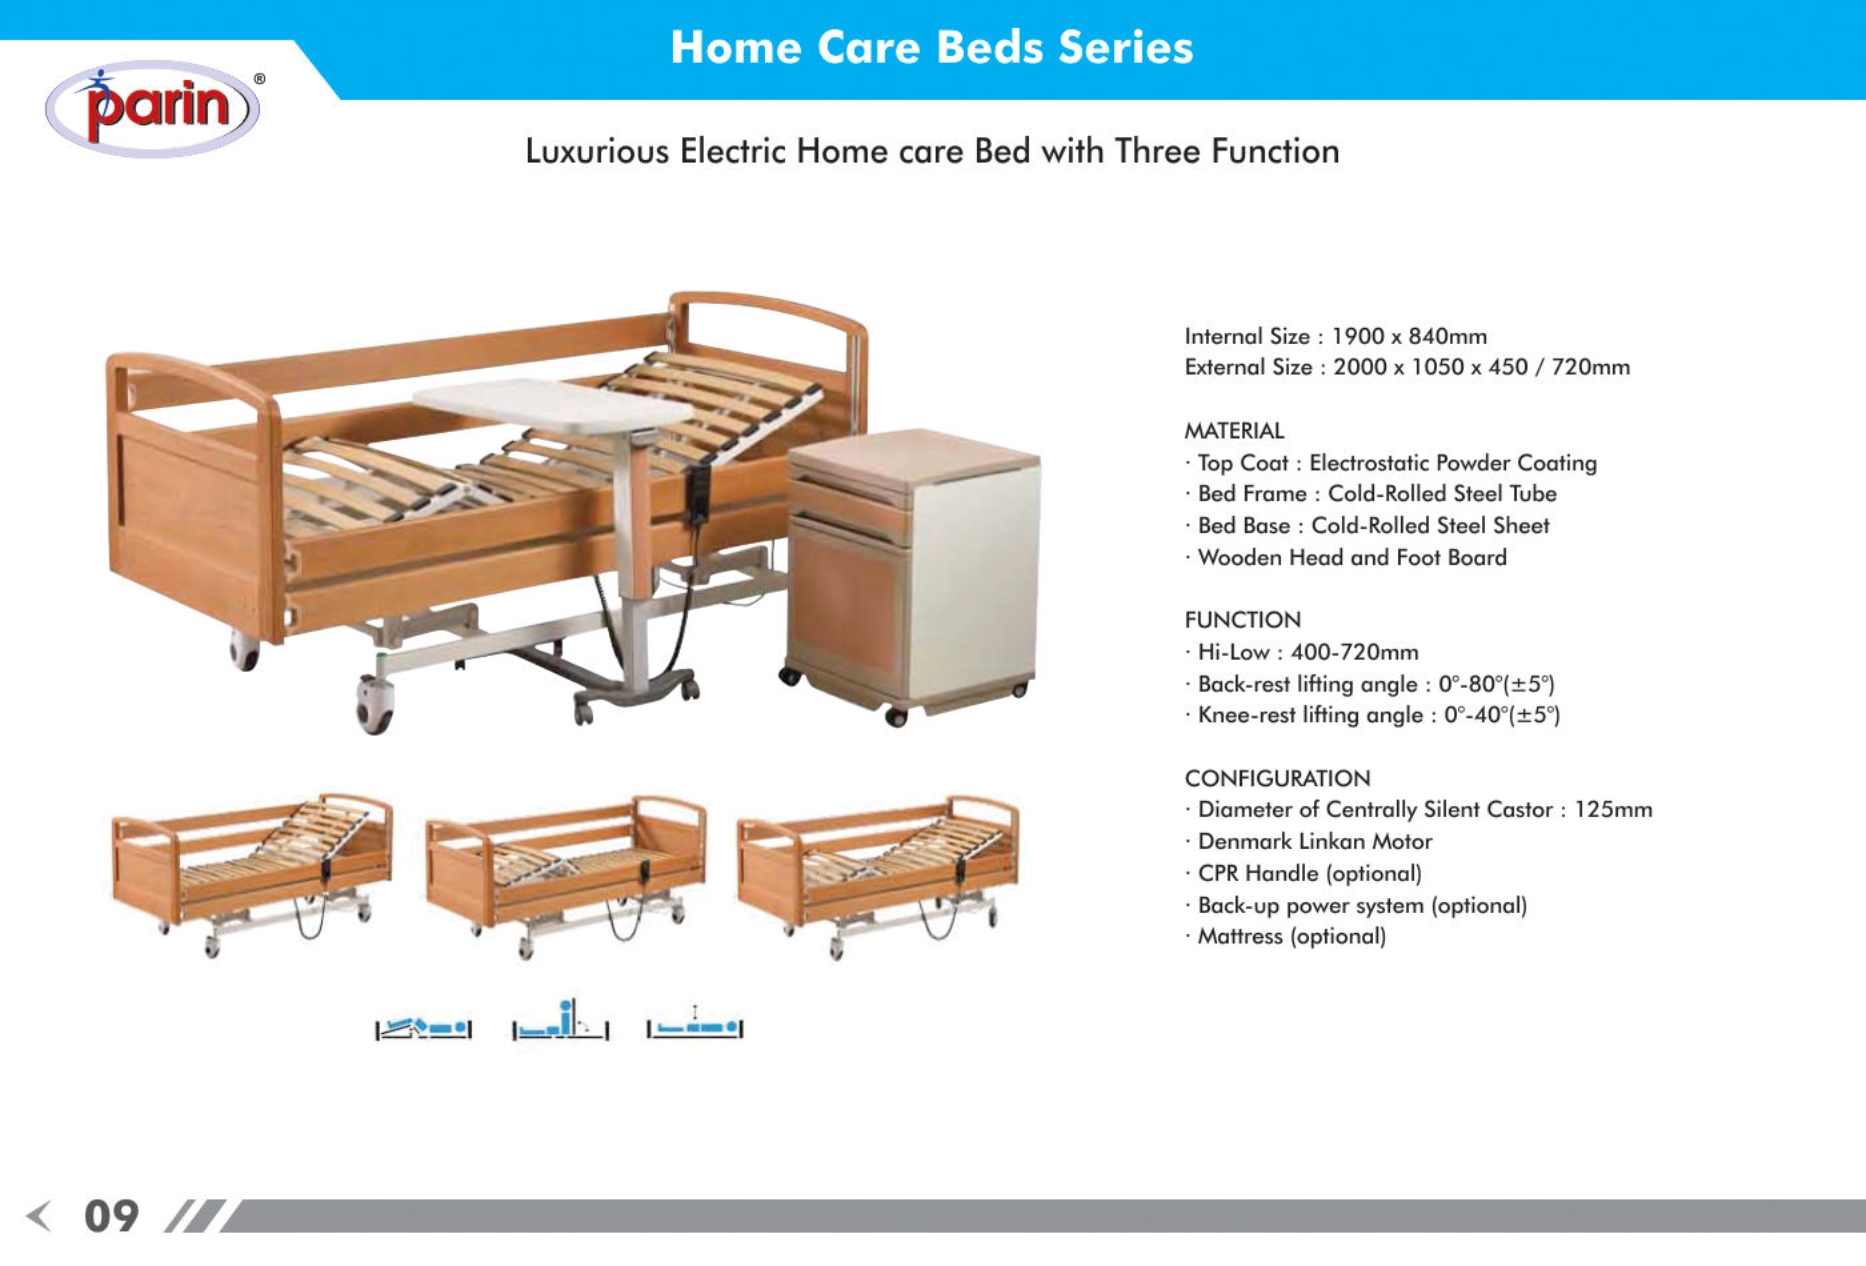 Home Care Beds Series
parin®
Luxurious Electric Home care Bed with Three Function
Internal Size : 1900 x 840mm
External Size : 2000 x 1050 x 450 / 720mm
MATERIAL
· Top Coat : Electrostatic Powder Coating
· Bed Frame : Cold-Rolled Steel Tube
· Bed Base : Cold-Rolled Steel Sheet
· Wooden Head and Foot Board
FUNCTION
· Hi-Low : 400-720mm
· Back-rest lifting angle : 0°-80°(±5°)
· Knee-rest lifting angle : 0°-40°(±5°)
CONFIGURATION
· Diameter of Centrally Silent Castor : 125mm
· Denmark Linkan Motor
· CPR Handle (optional)
· Back-up power system (optional)
· Mattress (optional)
09